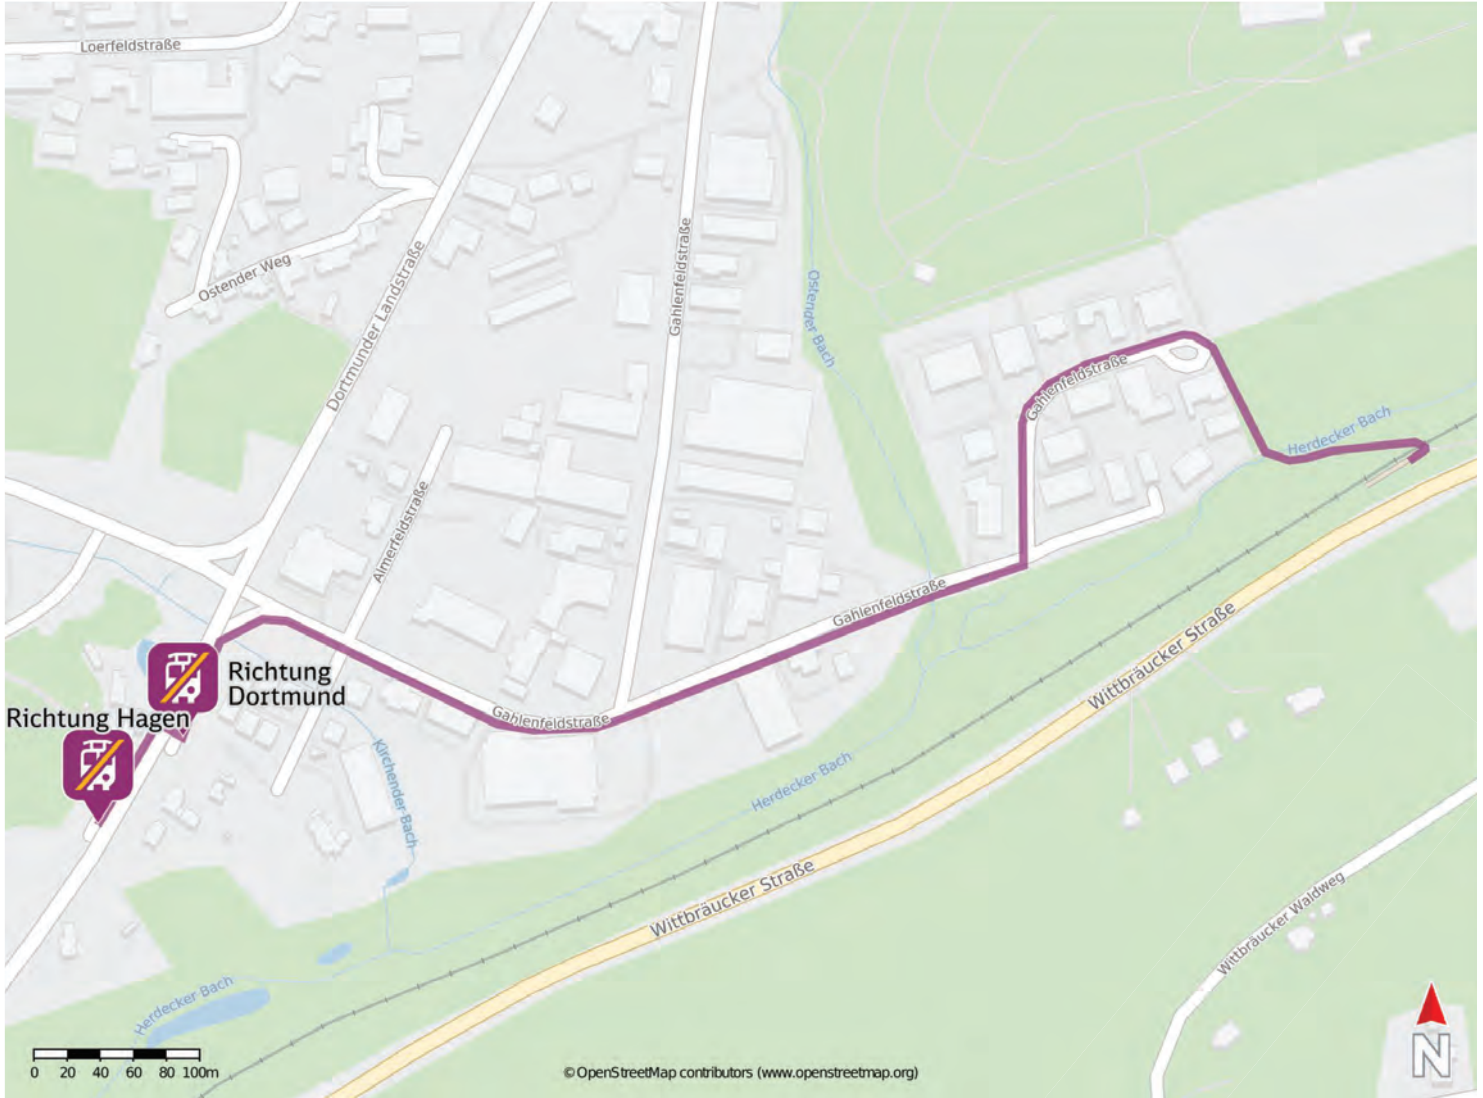 Loerfeldstraße
Ostender Weg
Dortmunder Landstraße
Gahlenfeldstraße
Ostender Bach
Gahlenfeldstraße
Herdecker Bach
Almerfeldstraße
Gahlenfeldstraße
Wittbräucker Straße
Richtung
Dortmund
Richtung Hagen
Gahlenfeldstraße
Kirchender Bach
Herdecker Bach
Wittbräucker Straße
Wittbräucker Waldweg
Herdecker Bach
0 20 40 60 80 100m
©OpenStreetMap contributors (www.openstreetmap.org)
N